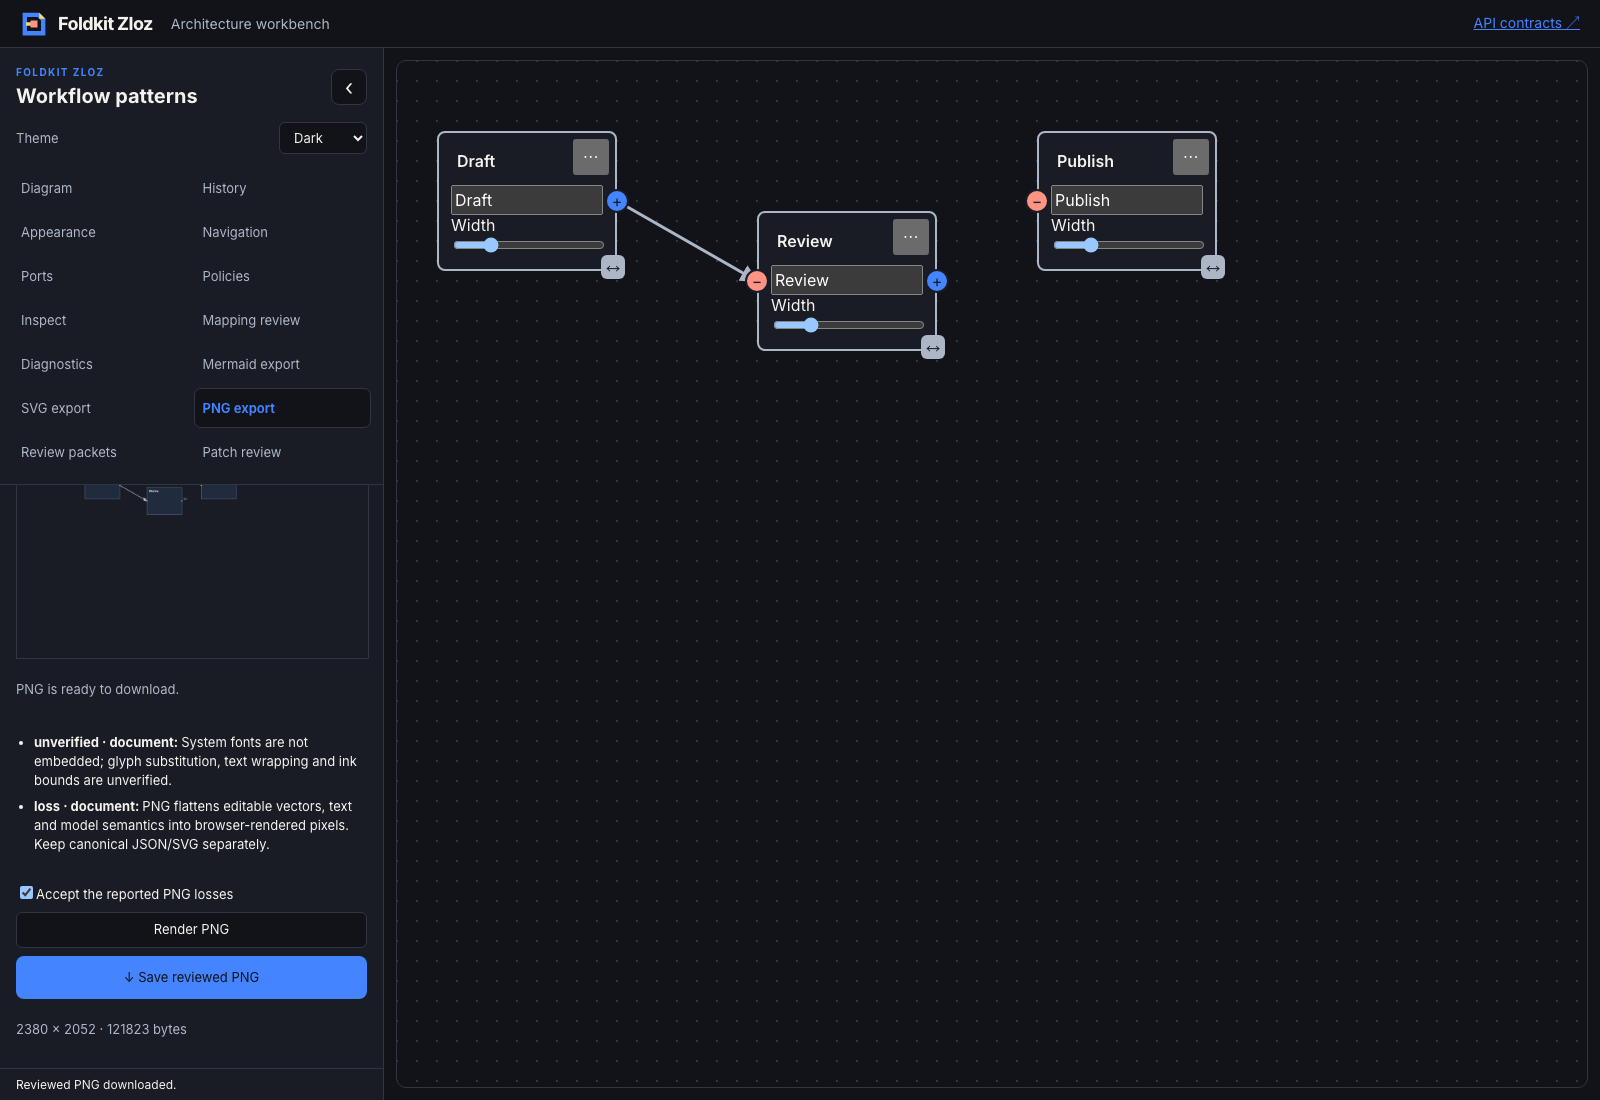 Foldkit Zloz Architecture workbench
API contracts ↗
FOLDKIT ZLOZ
Workflow patterns
Theme Dark
Diagram History
Appearance Navigation
Ports Policies
Inspect Mapping review
Diagnostics Mermaid export
SVG export PNG export
Review packets Patch review
PNG is ready to download.
unverified · document: System fonts are not
embedded; glyph substitution, text wrapping and ink
bounds are unverified.
loss · document: PNG flattens editable vectors, text
and model semantics into browser-rendered pixels.
Keep canonical JSON/SVG separately.
Accept the reported PNG losses
Render PNG
↓ Save reviewed PNG
2380 × 2052 · 121823 bytes
Reviewed PNG downloaded.
Draft ...
Draft
Width
Review ...
Review
Width
Publish ...
Publish
Width